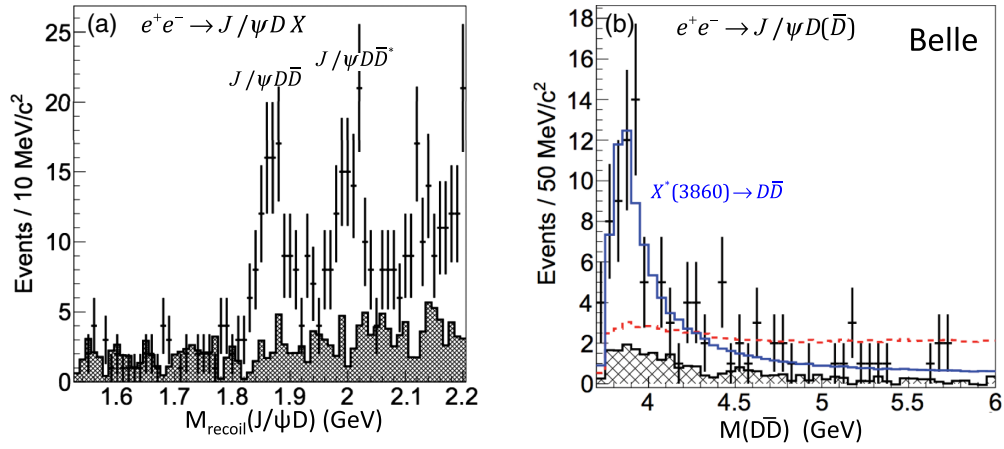 (a) e⁺e⁻ → J/ψD X
J/ψDD̅ J/ψDD̅*
Events / 10 MeV/c²
25
20
15
10
5
0
1.6 1.7 1.8 1.9 2 2.1 2.2
M_recoil(J/ψD) (GeV)
(b) e⁺e⁻ → J/ψD(D̅)
Belle
X*(3860)→DD̅
Events / 50 MeV/c²
18
16
14
12
10
8
6
4
2
0
4 4.5 5 5.5 6
M(DD̅) (GeV)